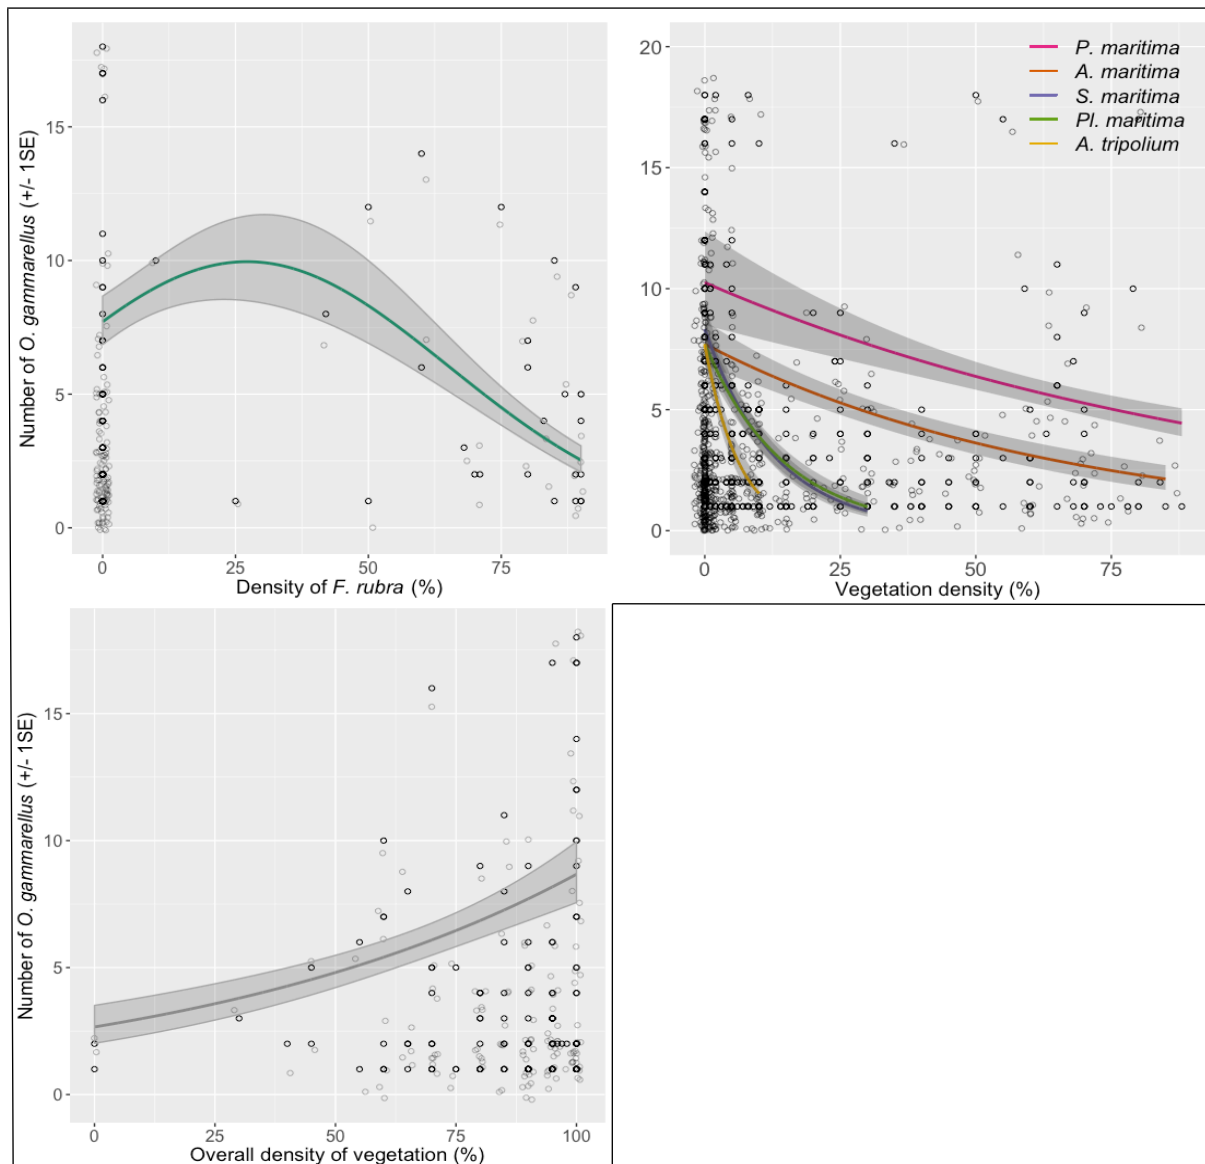 Number of O. gammarellus (+/- 1SE)
15
10
5
0
0
25
50
75
Density of F. rubra (%)
20
15
10
5
0
0
25
50
75
Vegetation density (%)
P. maritima
A. maritima
S. maritima
Pl. maritima
A. tripolium
Number of O. gammarellus (+/- 1SE)
15
10
5
0
0
25
50
75
100
Overall density of vegetation (%)